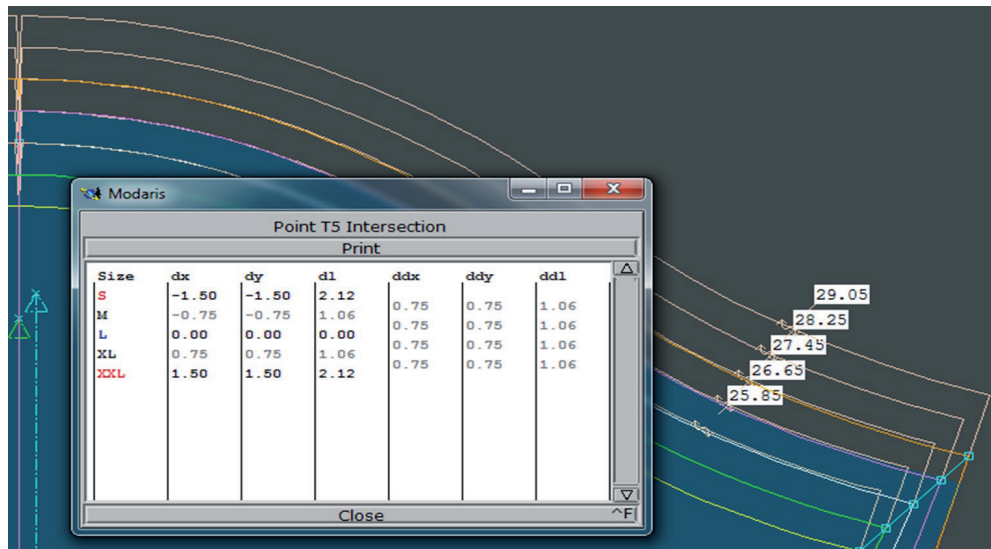 Modaris
Point T5 Intersection
Print
Size dx dy dl ddx ddy ddl
S -1.50 -1.50 2.12
0.75 0.75 1.06
M -0.75 -0.75 1.06
0.75 0.75 1.06
L 0.00 0.00 0.00
0.75 0.75 1.06
XL 0.75 0.75 1.06
0.75 0.75 1.06
XXL 1.50 1.50 2.12
Close
^F
29.05
28.25
27.45
26.65
25.85